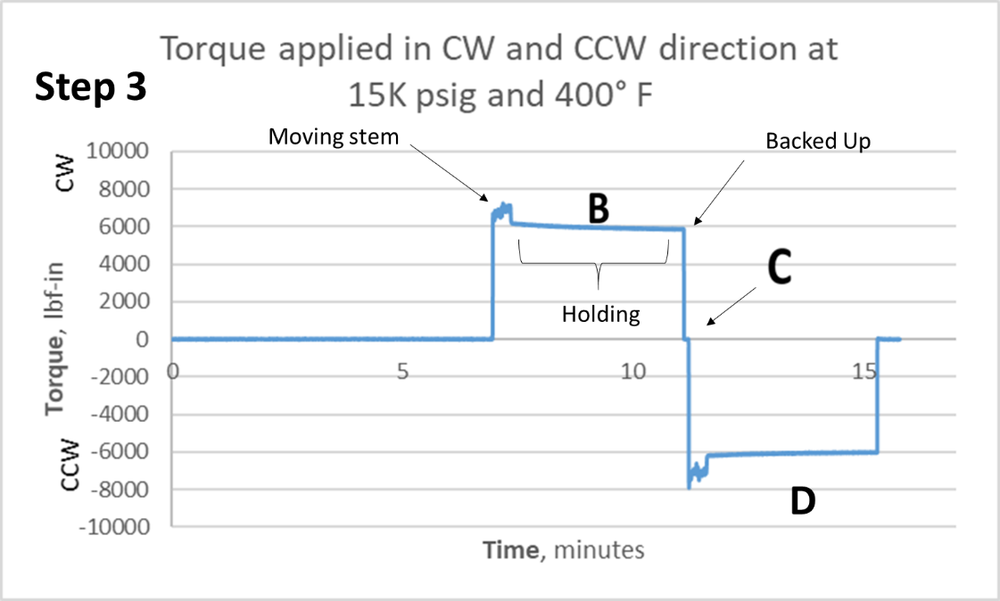 Torque applied in CW and CCW direction at
15K psig and 400° F
Step 3
Moving stem
Backed Up
CW
10000
8000
6000
4000
2000
0
-2000
-4000
-6000
-8000
-10000
CCW
Torque, lbf-in
B
C
Holding
D
0
5
10
15
Time, minutes